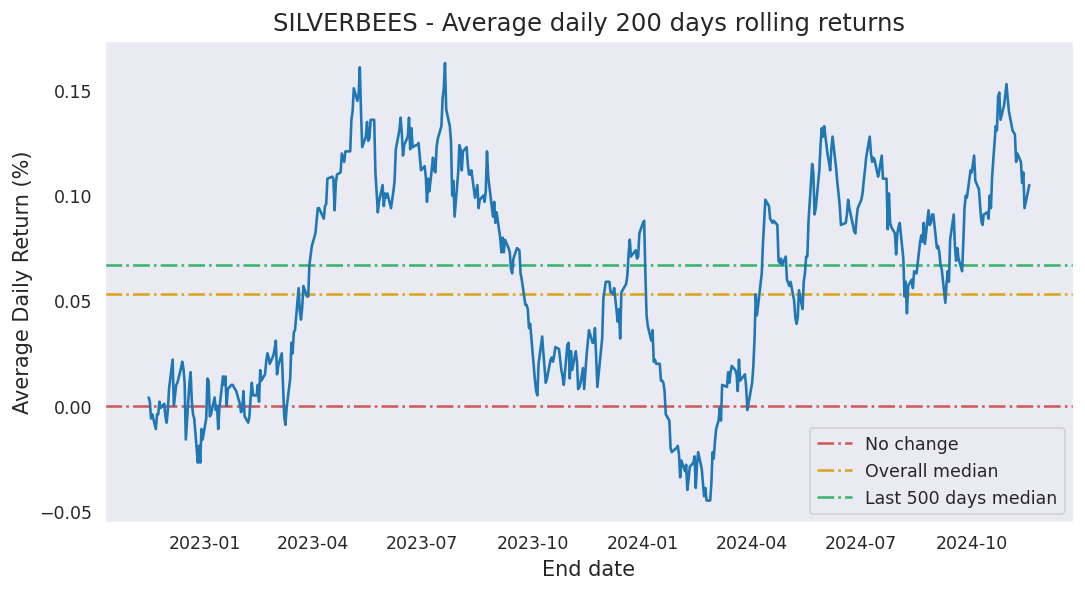 SILVERBEES - Average daily 200 days rolling returns
Average Daily Return (%)
0.15
0.10
0.05
0.00
−0.05
No change
Overall median
Last 500 days median
2023-01 2023-04 2023-07 2023-10 2024-01 2024-04 2024-07 2024-10
End date